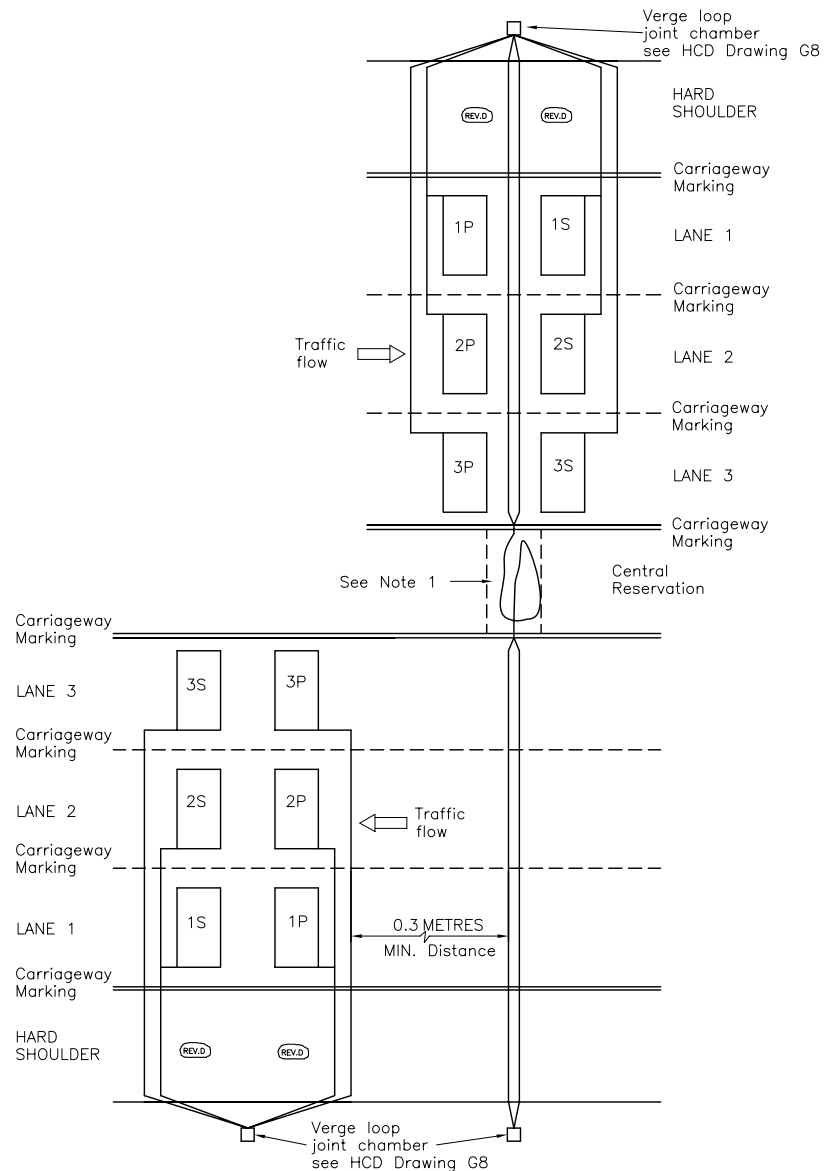 Verge loop
joint chamber
see HCD Drawing G8
HARD
SHOULDER
REV.D
REV.D
Carriageway
Marking
1P
1S
LANE 1
Carriageway
Marking
Traffic
flow
2P
2S
LANE 2
Carriageway
Marking
3P
3S
LANE 3
Carriageway
Marking
See Note 1
Central
Reservation
Carriageway
Marking
LANE 3
3S
3P
Carriageway
Marking
LANE 2
2S
2P
Traffic
flow
Carriageway
Marking
LANE 1
1S
1P
0.3 METRES
MIN. Distance
Carriageway
Marking
HARD
SHOULDER
REV.D
REV.D
Verge loop
joint chamber
see HCD Drawing G8